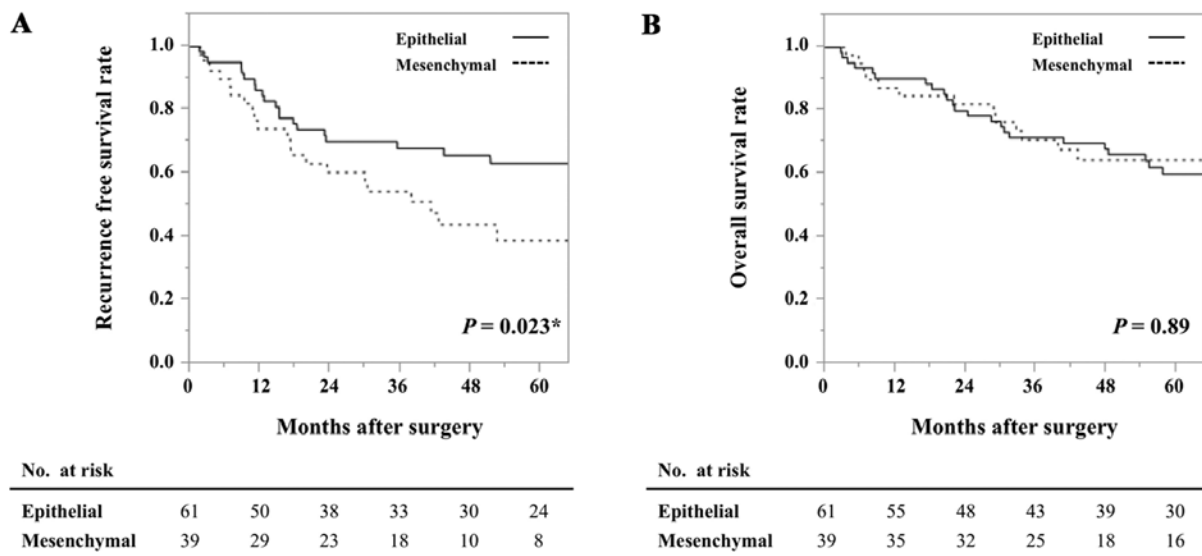 A
Recurrence free survival rate
1.0
0.8
0.6
0.4
0.2
0.0
Epithelial
Mesenchymal
P = 0.023*
0 12 24 36 48 60
Months after surgery
No. at risk
Epithelial 61 50 38 33 30 24
Mesenchymal 39 29 23 18 10 8
B
Overall survival rate
1.0
0.8
0.6
0.4
0.2
0.0
Epithelial
Mesenchymal
P = 0.89
0 12 24 36 48 60
Months after surgery
No. at risk
Epithelial 61 55 48 43 39 30
Mesenchymal 39 35 32 25 18 16